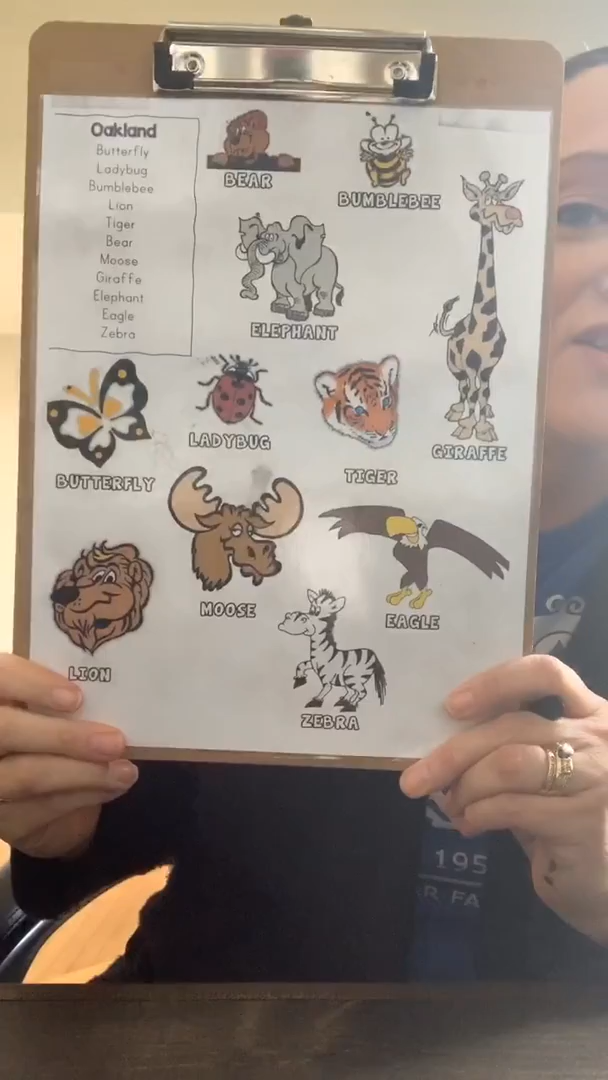 Oakland
Butterfly
Ladybug
Bumblebee
Lion
Tiger
Bear
Moose
Giraffe
Elephant
Eagle
Zebra
BEAR
BUMBLEBEE
ELEPHANT
GIRAFFE
BUTTERFLY
LADYBUG
TIGER
MOOSE
EAGLE
LION
ZEBRA
195
R FA